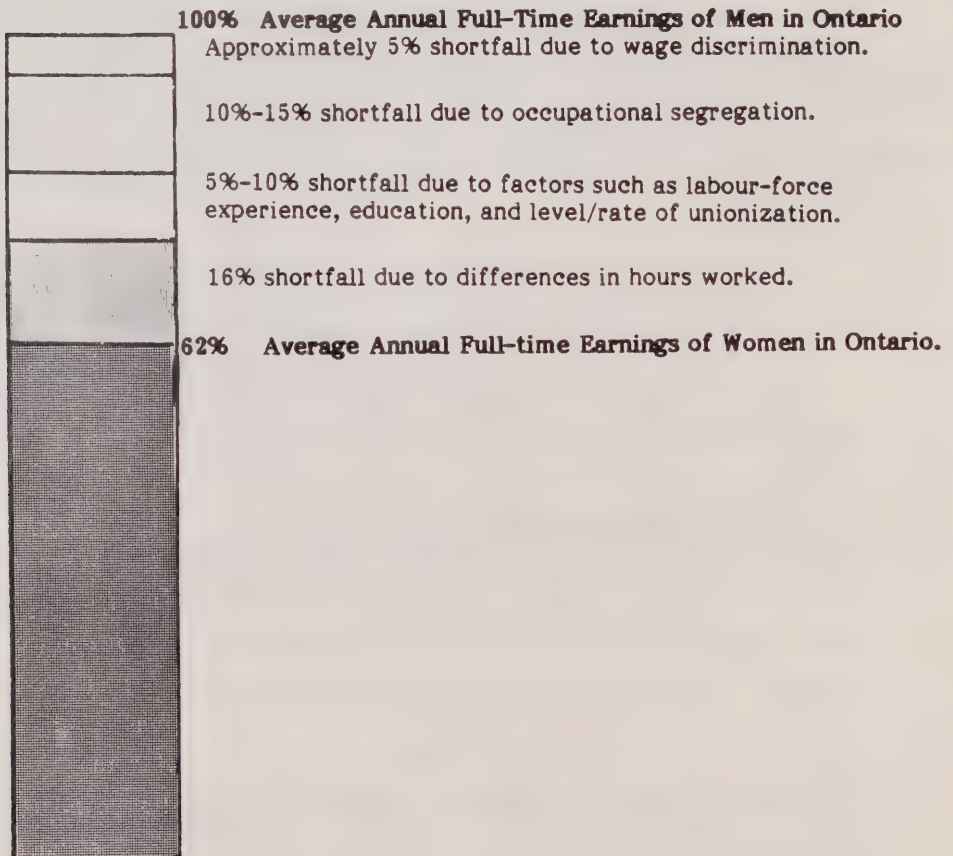 100% Average Annual Full-Time Earnings of Men in Ontario
Approximately 5% shortfall due to wage discrimination.
10%-15% shortfall due to occupational segregation.
5%-10% shortfall due to factors such as labour-force
experience, education, and level/rate of unionization.
16% shortfall due to differences in hours worked.
62% Average Annual Full-time Earnings of Women in Ontario.